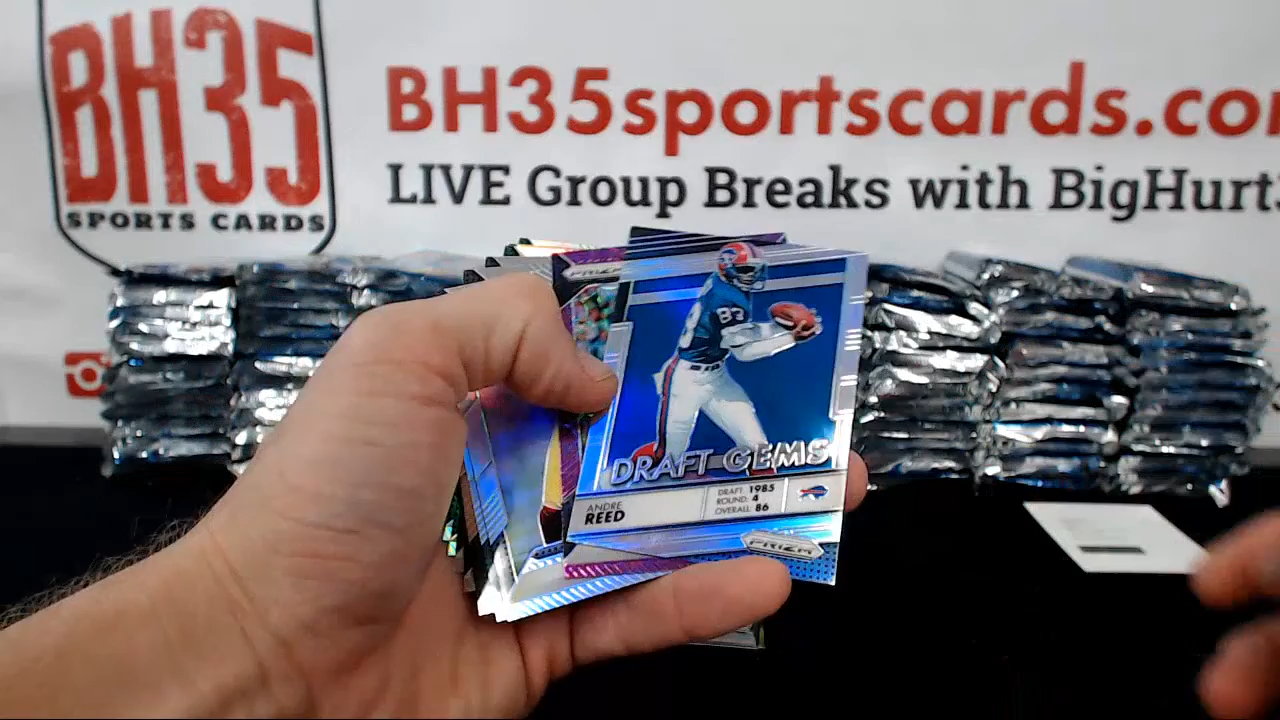 BH35
SPORTS CARDS
BH35sportscards.co
LIVE Group Breaks with BigHurt
PRIZM
83
DRAFT GEMS
ANDRE
REED
DRAFT: 1985
ROUND: 4
OVERALL: 86
PRIZM